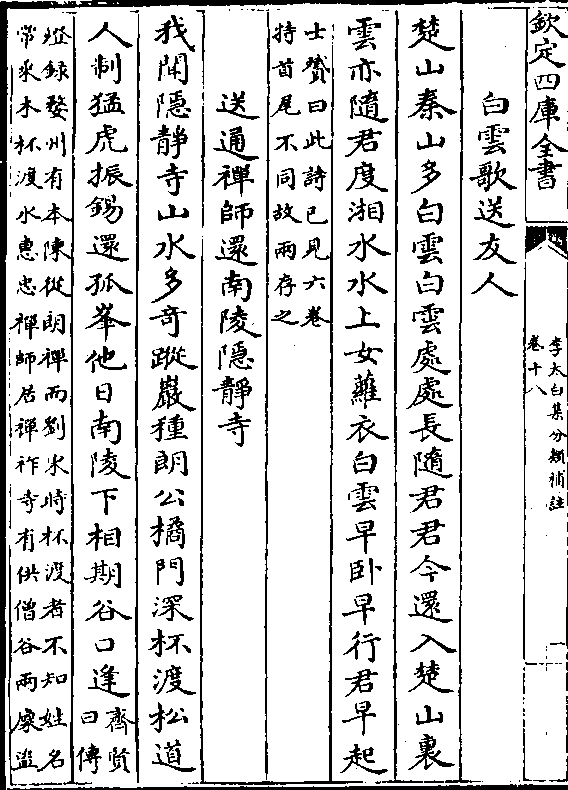 欽定四庫全書
李太白集分類補註
卷十八
白雲歌送友人
楚山秦山多白雲白雲處處長隨君君今還入楚山裏
雲亦隨君度湘水水上女蘿衣白雲早卧早行君早起
士贇曰此詩已見六卷
持首尾不同故兩存之
送通禪師還南陵隱静寺
我聞隱静寺山水多奇蹤巖種朗公橘門深杯渡松道
人制猛虎振錫還孤峯他日南陵下相期谷口逢齊賢
曰傳
燈録婺州有本陳從朗禪而劉宋時杯渡者不知姓名
常乘木杯渡水惠忠禪師居禪祚寺有供僧谷兩廩盜